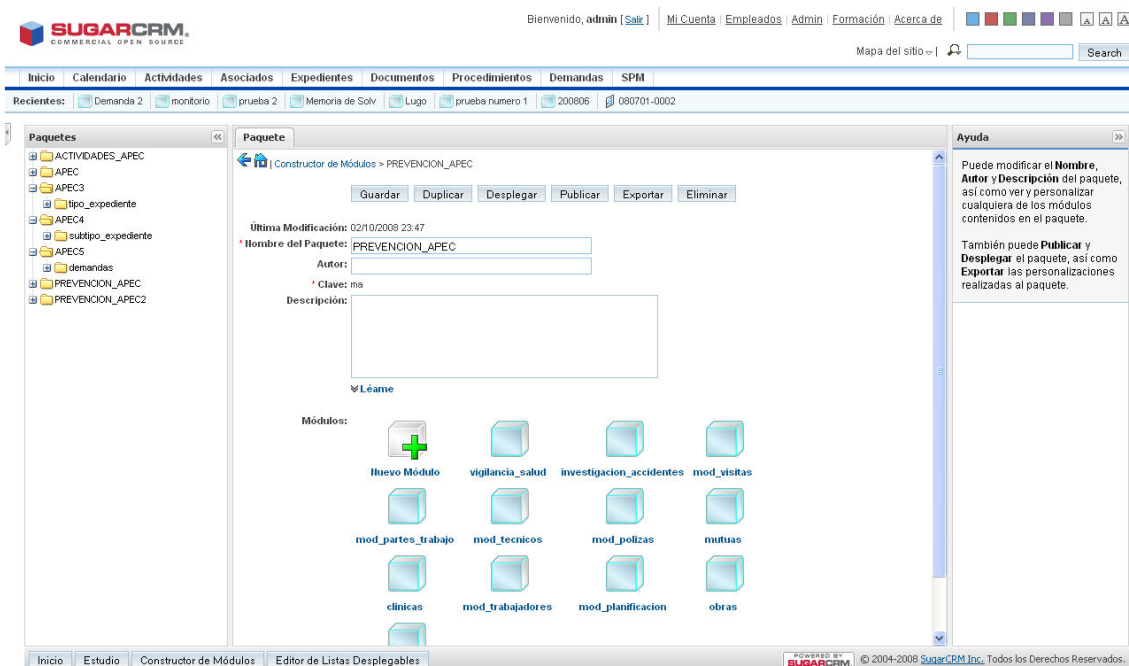 Bienvenido, admin [ Salir ] Mi Cuenta | Empleados | Admin | Formación | Acerca de A A A
SUGARCRM.
COMMERCIAL OPEN SOURCE
Mapa del sitio | Search
Inicio Calendario Actividades Asociados Expedientes Documentos Procedimientos Demandas SPM
Recientes: Demanda 2 monitorio prueba 2 Memoria de Solv Lugo prueba numero 1 200806 080701-0002
Paquetes «
ACTIVIDADES_APEC
APEC
APEC3
tipo_expediente
APEC4
subtipo_expediente
APEC5
demandas
PREVENCION_APEC
PREVENCION_APEC2
Paquete
| Constructor de Módulos > PREVENCION_APEC
Guardar Duplicar Desplegar Publicar Exportar Eliminar
Última Modificación: 02/10/2008 23:47
* Nombre del Paquete: PREVENCION_APEC
Autor:
* Clave: ma
Descripción:
Léame
Módulos:
Nuevo Módulo vigilancia_salud investigacion_accidentes mod_visitas
mod_partes_trabajo mod_tecnicos mod_polizas mutuas
clinicas mod_trabajadores mod_planificacion obras
Ayuda »
Puede modificar el Nombre,
Autor y Descripción del paquete,
así como ver y personalizar
cualquiera de los módulos
contenidos en el paquete.
También puede Publicar y
Desplegar el paquete, así como
Exportar las personalizaciones
realizadas al paquete.
Inicio Estudio Constructor de Módulos Editor de Listas Desplegables
POWERED BY
SUGARCRM. © 2004-2008 SugarCRM Inc. Todos los Derechos Reservados.